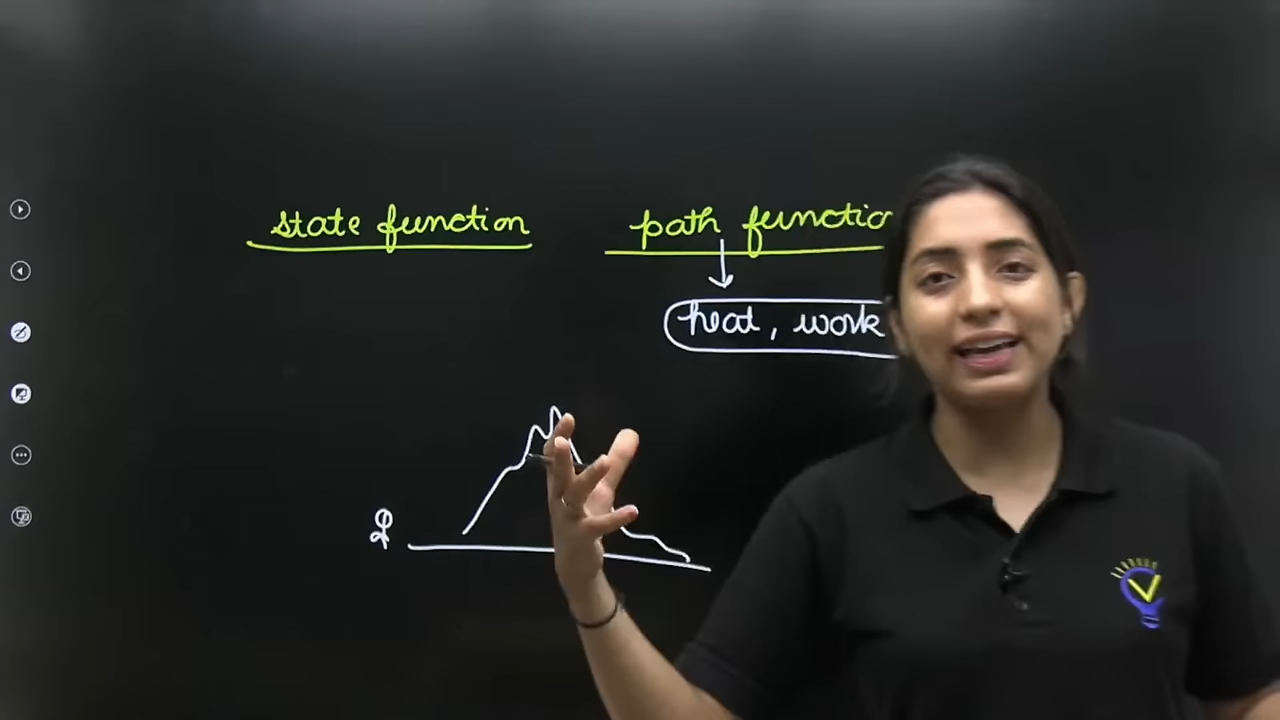 state function
path functio
heat, work